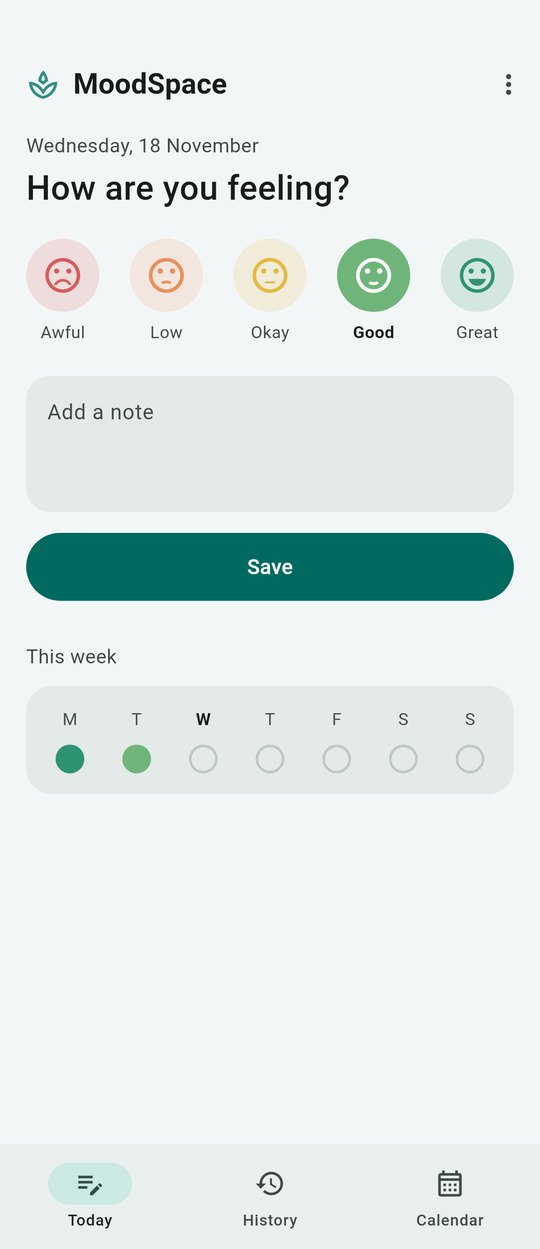 MoodSpace
Wednesday, 18 November
How are you feeling?
Awful Low Okay Good Great
Add a note
Save
This week
M T W T F S S
Today History Calendar